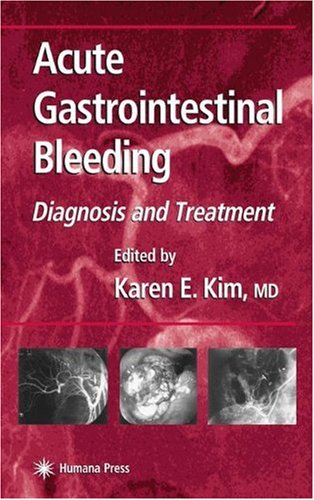 Acute
Gastrointestinal
Bleeding
Diagnosis and Treatment
Edited by
Karen E. Kim, MD
Humana Press